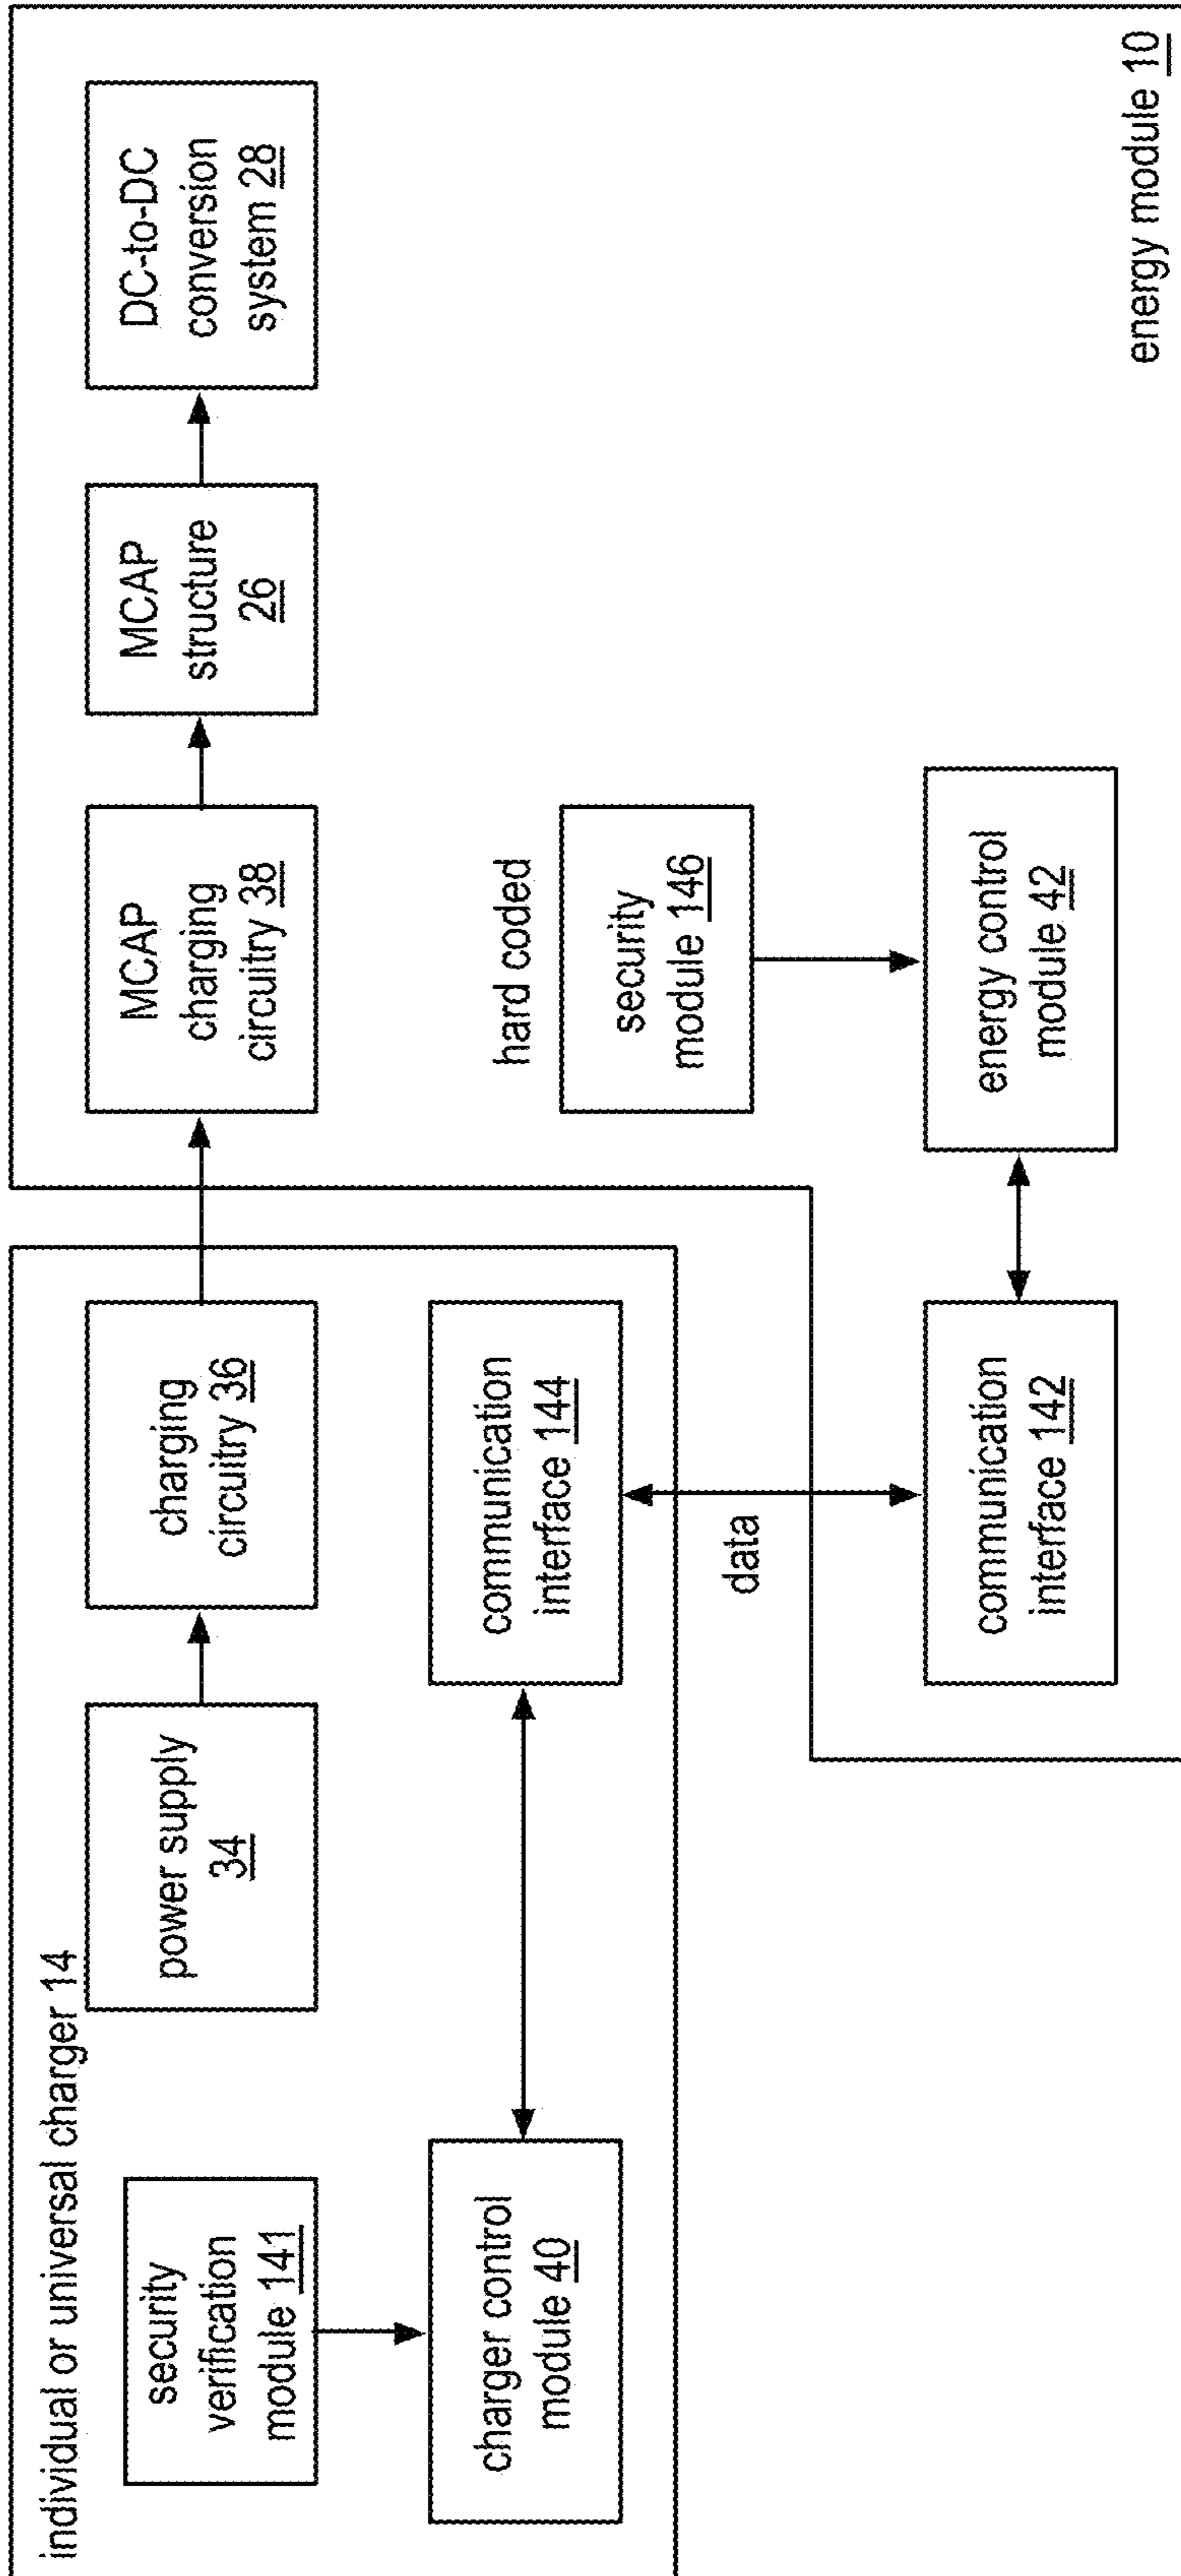 individual or universal charger 14
security
verification
module 141
charger control
module 40
power supply
34
charging
circuitry 36
communication
interface 144
data
communication
interface 142
MCAP
charging
circuitry 38
MCAP
structure
26
DC-to-DC
conversion
system 28
hard coded
security
module 146
energy control
module 42
energy module 10